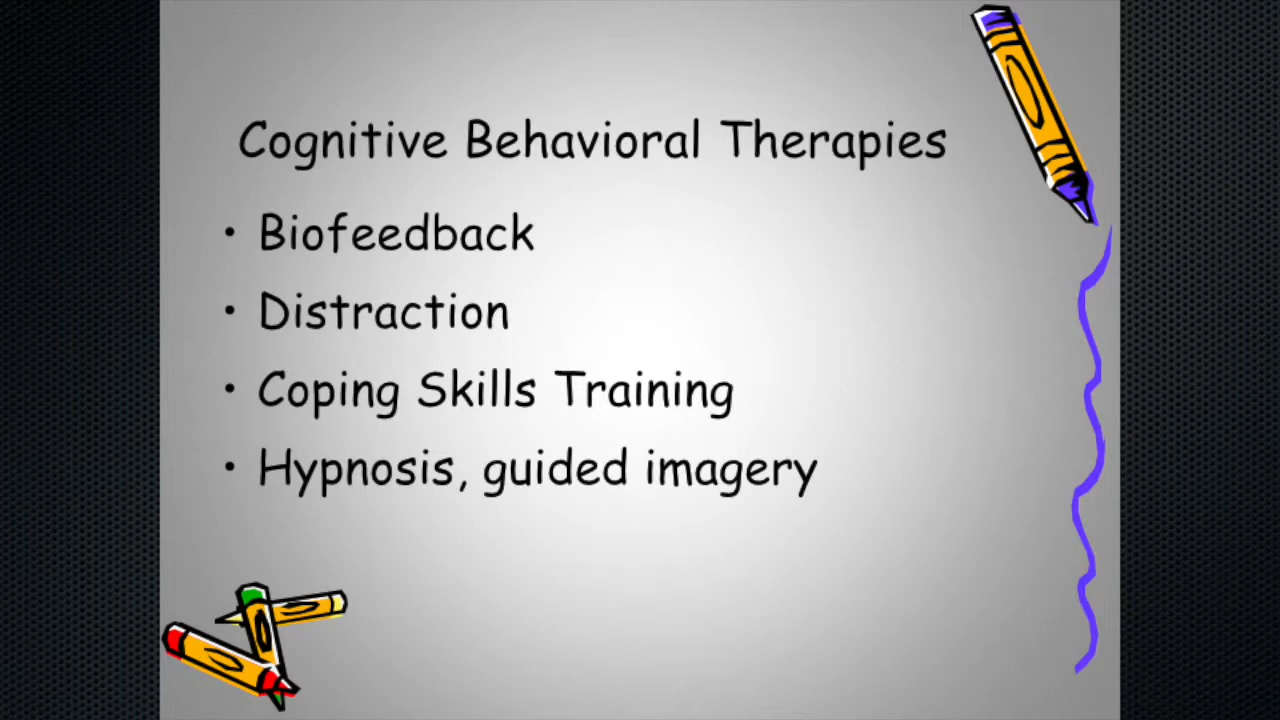 Cognitive Behavioral Therapies
• Biofeedback
• Distraction
• Coping Skills Training
• Hypnosis, guided imagery